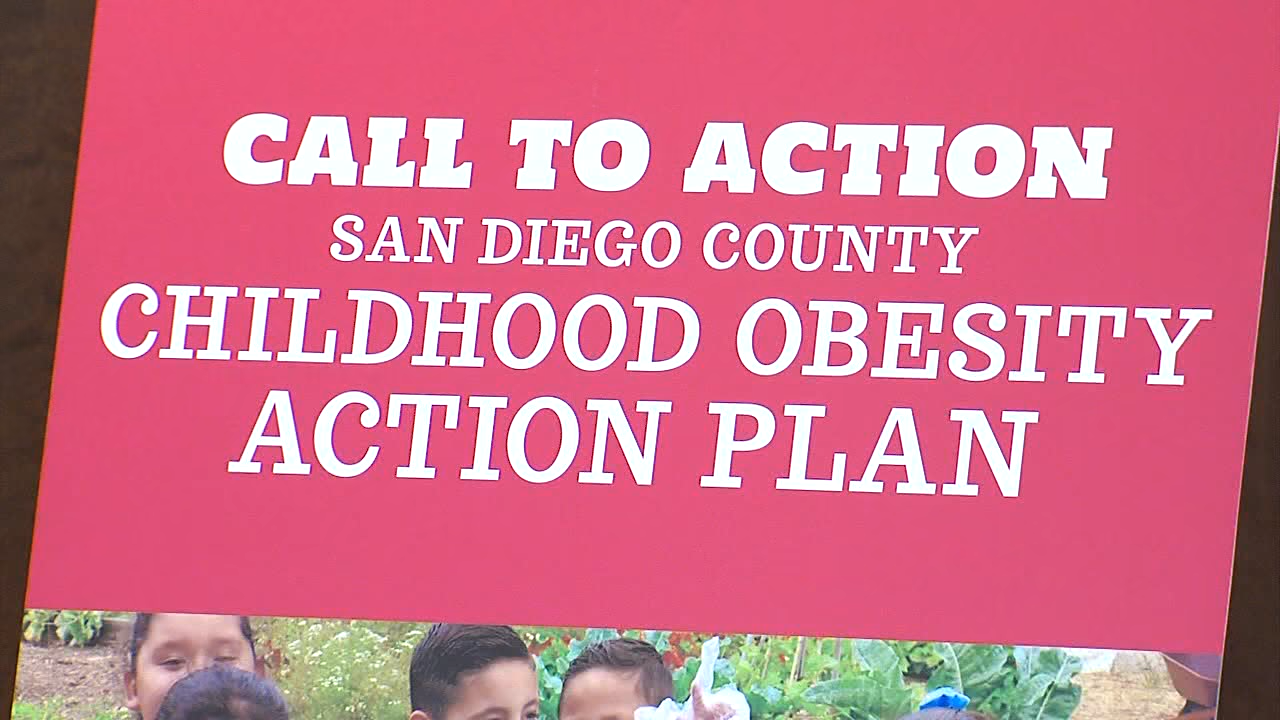 CALL TO ACTION
SAN DIEGO COUNTY
CHILDHOOD OBESITY
ACTION PLAN